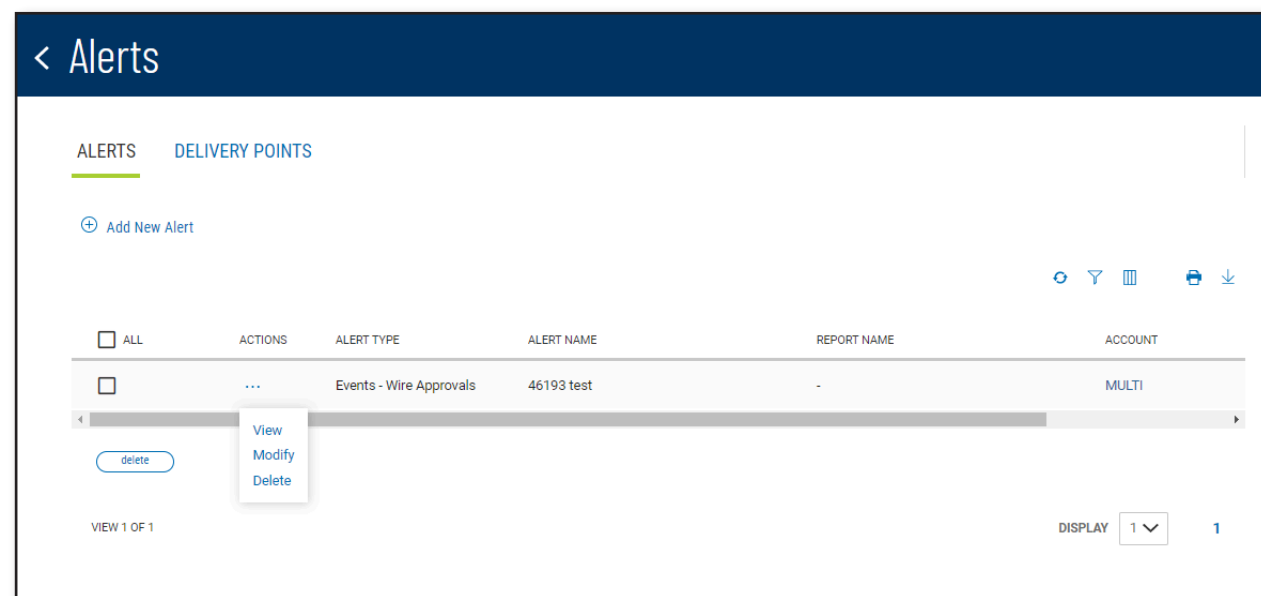 Alerts
ALERTS DELIVERY POINTS
Add New Alert
ALL ACTIONS ALERT TYPE ALERT NAME REPORT NAME ACCOUNT
... Events - Wire Approvals 46193 test - MULTI
View
delete Modify
Delete
VIEW 1 OF 1 DISPLAY 1 1